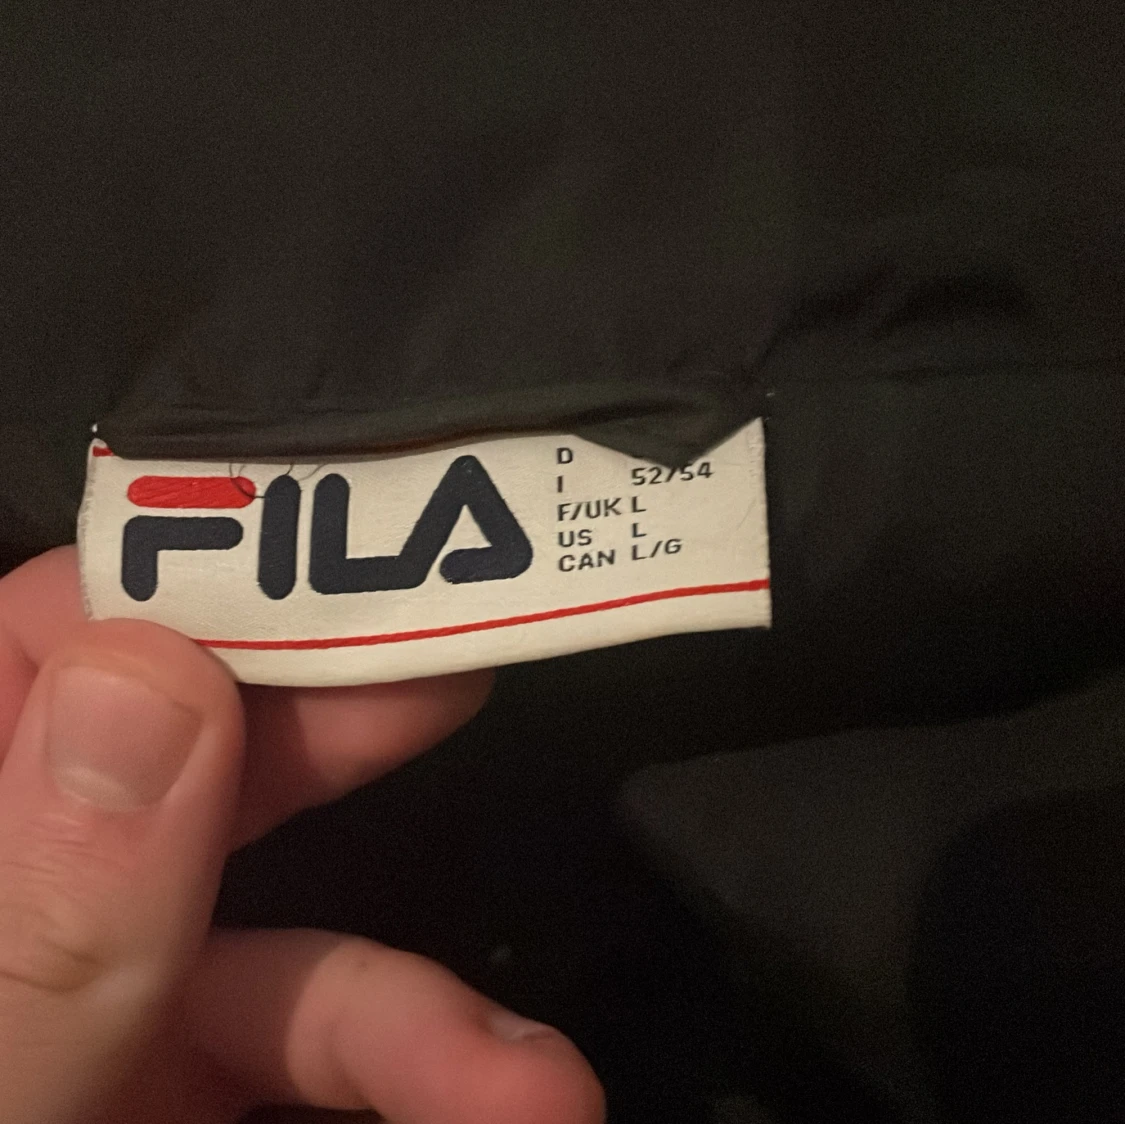 FILA
D
I 52/54
F/UK L
US L
CAN L/G